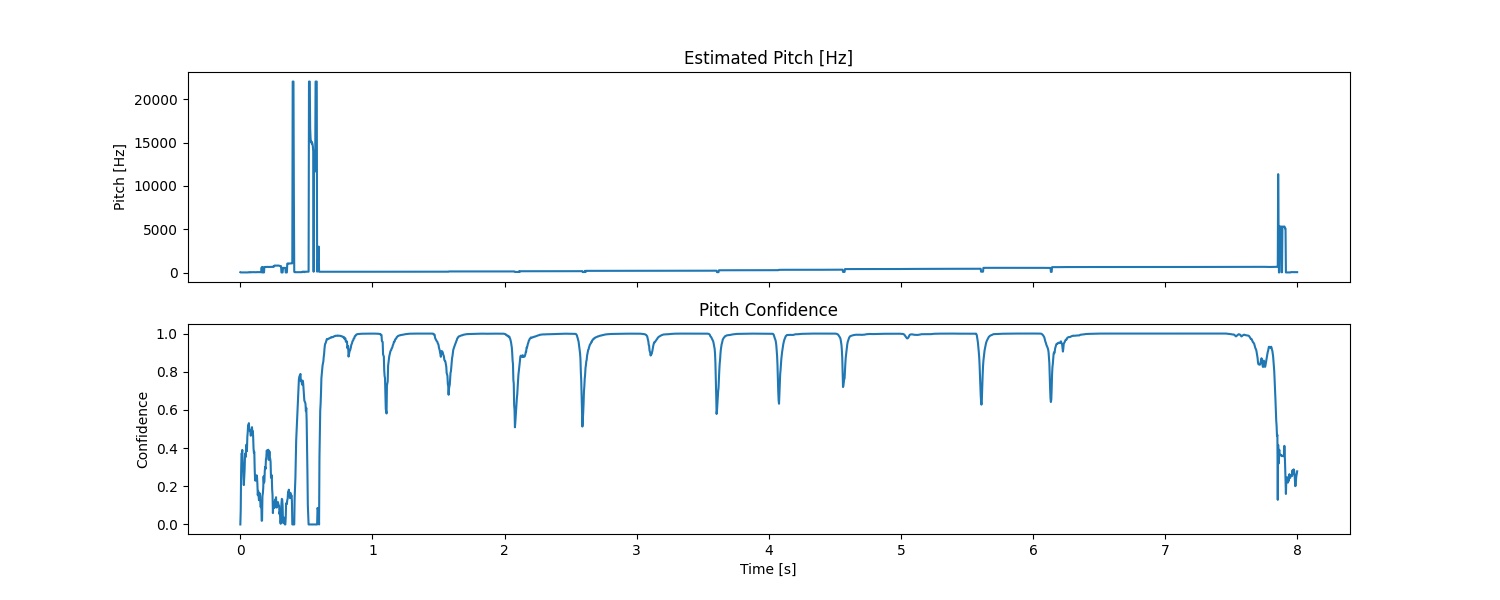 Estimated Pitch [Hz]
Pitch [Hz]
20000
15000
10000
5000
0
Pitch Confidence
Confidence
1.0
0.8
0.6
0.4
0.2
0.0
0 1 2 3 4 5 6 7 8
Time [s]